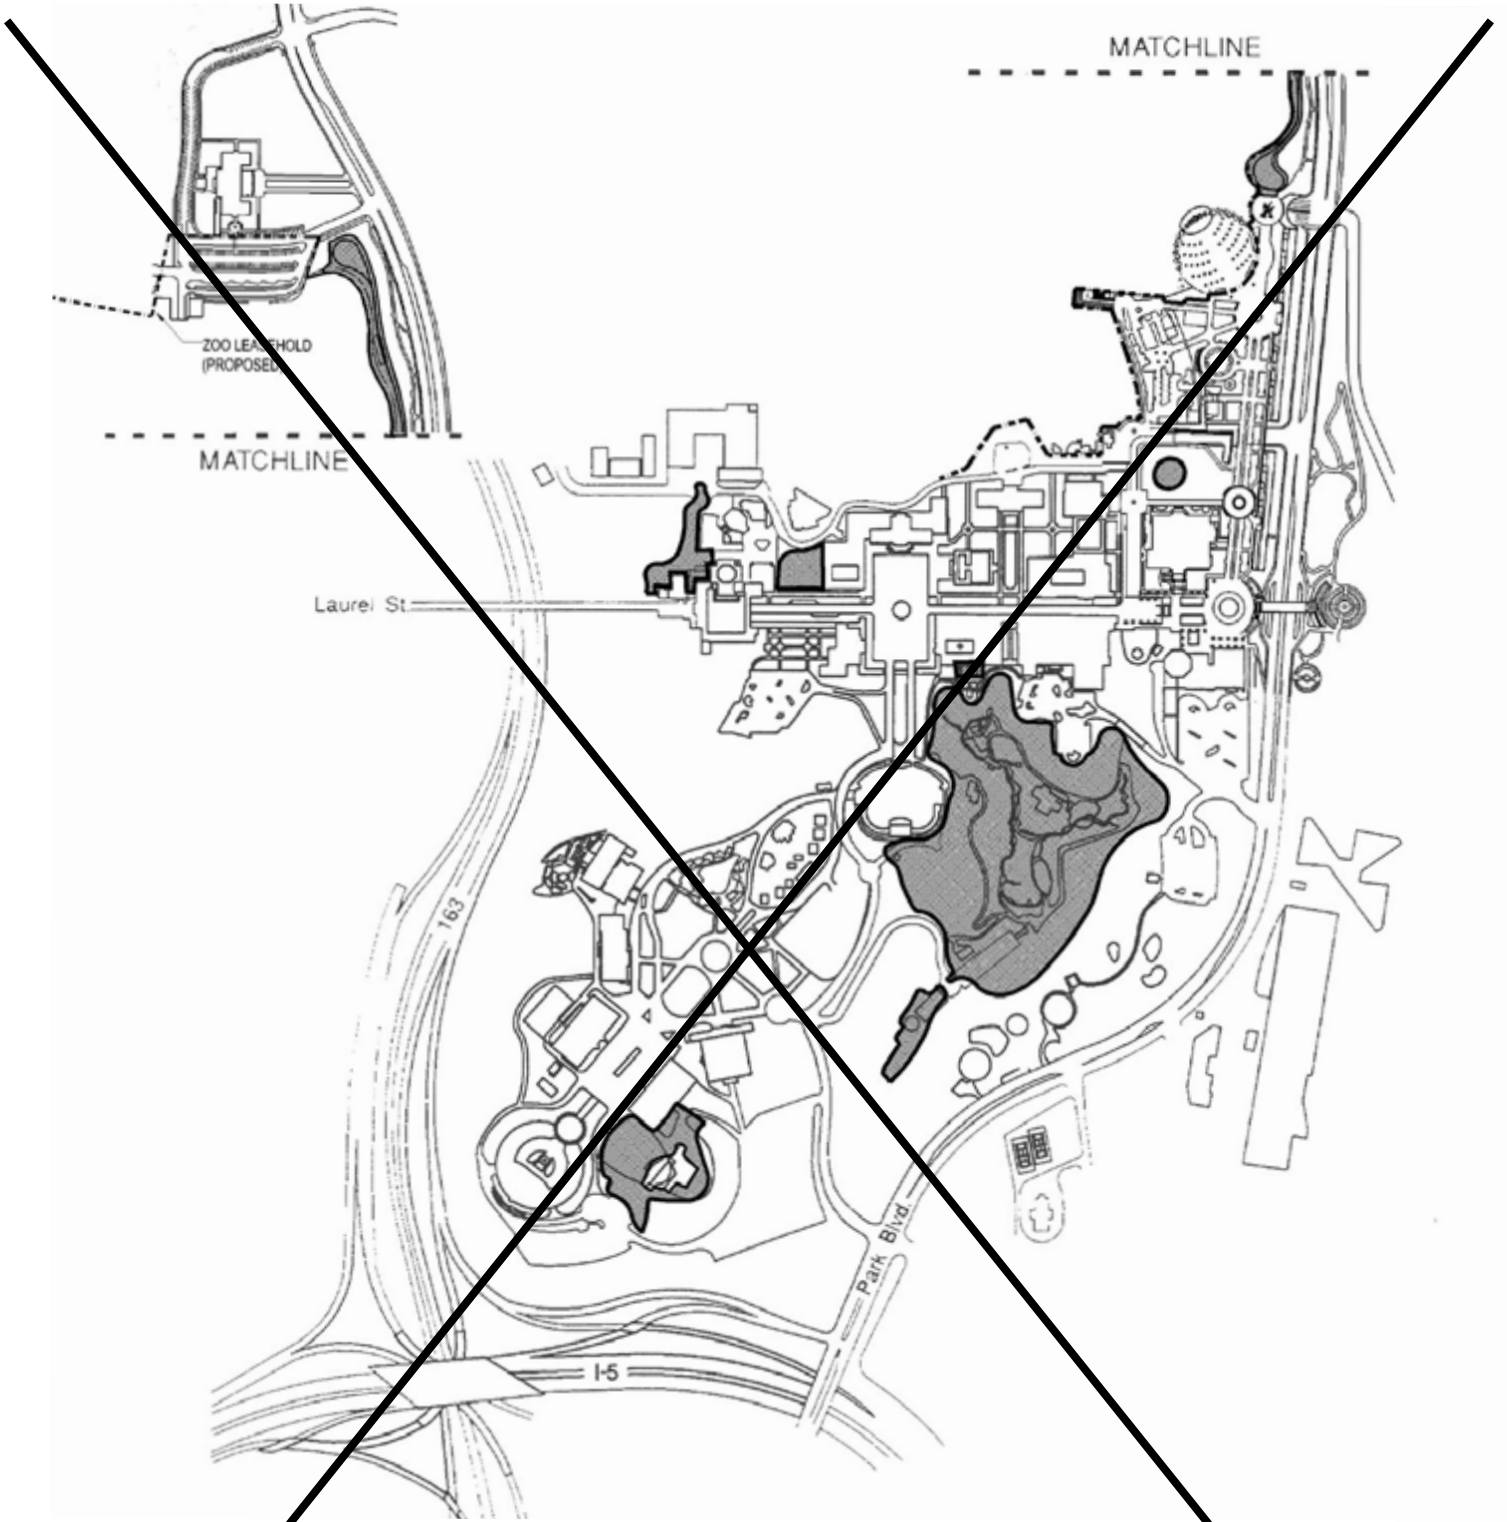 MATCHLINE
ZOO LEASEHOLD
(PROPOSED)
MATCHLINE
Laurel St.
163
Park Blvd.
I-5